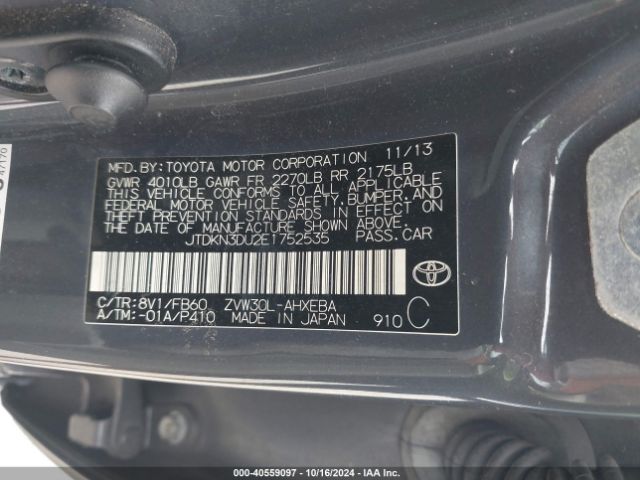 MFD. BY: TOYOTA MOTOR CORPORATION 11/13
GVWR 4010LB GAWR FR 2270LB RR 2175LB
THIS VEHICLE CONFORMS TO ALL APPLICABLE
FEDERAL MOTOR VEHICLE SAFETY, BUMPER, AND
THEFT PREVENTION STANDARDS IN EFFECT ON
THE DATE OF MANUFACTURE SHOWN ABOVE.
JTDKN3DU2E1752535 PASS. CAR
C/TR: 8V1/FB60 ZVW30L-AHXEBA
A/TM: -01A/P410 MADE IN JAPAN 910 C
TOYOTA
000-40559097 - 10/16/2024 - IAA Inc.